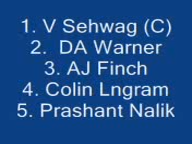 1. V Sehwag (C)
2. DA Warner
3. AJ Finch
4. Colin Lngram
5. Prashant Nalik